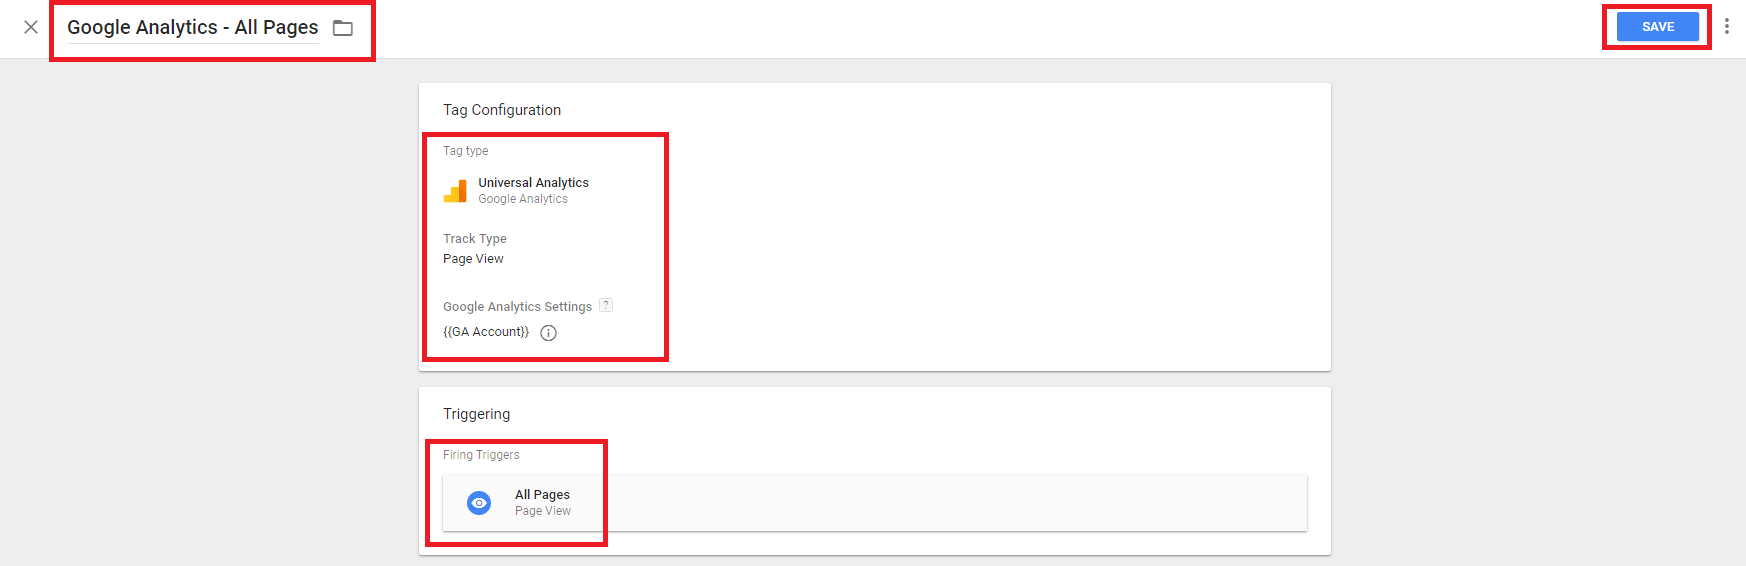 Google Analytics - All Pages
SAVE
Tag Configuration
Tag type
Universal Analytics
Google Analytics
Track Type
Page View
Google Analytics Settings ?
{{GA Account}}
Triggering
Firing Triggers
All Pages
Page View